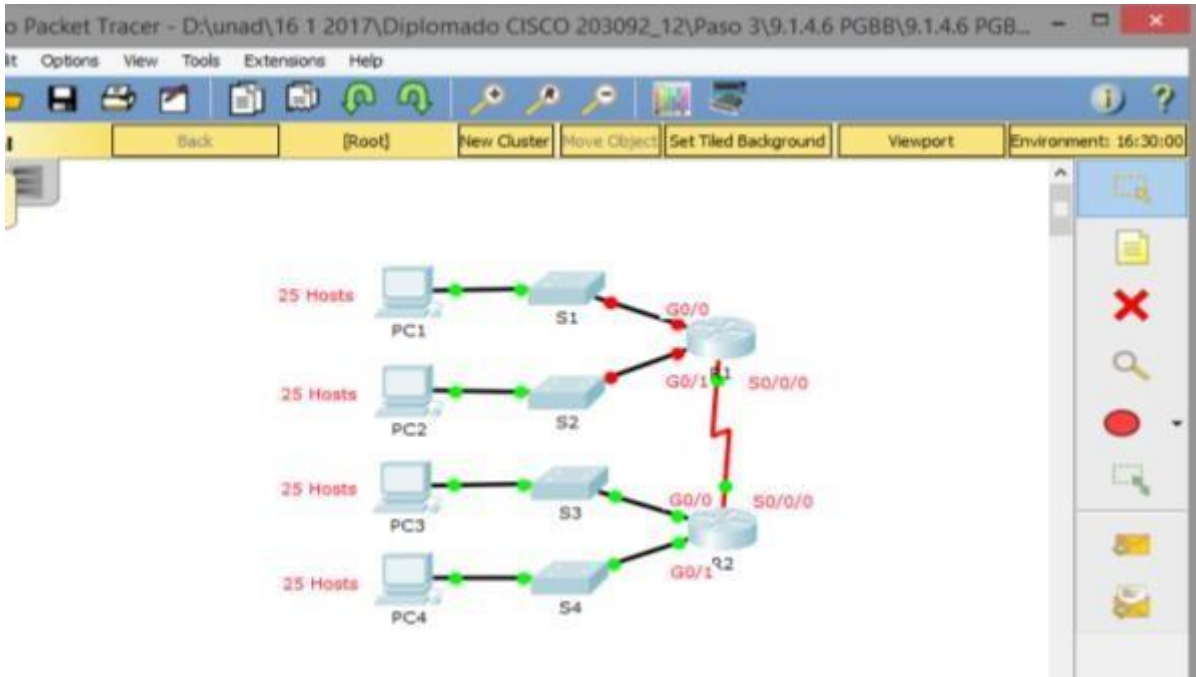 o Packet Tracer - D:\unad\16 1 2017\Diplomado CISCO 203092_12\Paso 3\9.1.4.6 PGBB\9.1.4.6 PGB...
it Options View Tools Extensions Help
Back [Root] New Cluster Move Object Set Tiled Background Viewport Environment: 16:30:00
25 Hosts
PC1
S1
G0/0
25 Hosts
PC2
S2
G0/1
R1
S0/0/0
25 Hosts
PC3
S3
G0/0
S0/0/0
25 Hosts
PC4
S4
G0/1
R2